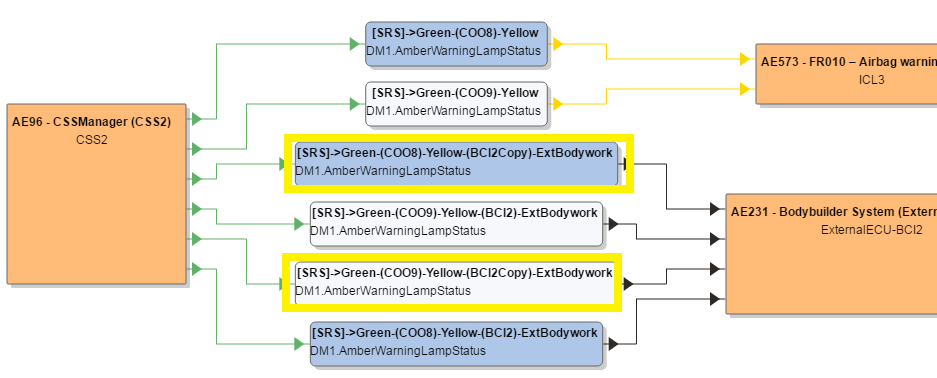 [SRS]->Green-(COO8)-Yellow
DM1.AmberWarningLampStatus
AE573 - FR010 – Airbag warnin
ICL3
[SRS]->Green-(COO9)-Yellow
DM1.AmberWarningLampStatus
AE96 - CSSManager (CSS2)
CSS2
[SRS]->Green-(COO8)-Yellow-(BCI2Copy)-ExtBodywork
DM1.AmberWarningLampStatus
[SRS]->Green-(COO9)-Yellow-(BCI2)-ExtBodywork
DM1.AmberWarningLampStatus
AE231 - Bodybuilder System (Extern
ExternalECU-BCI2
[SRS]->Green-(COO9)-Yellow-(BCI2Copy)-ExtBodywork
DM1.AmberWarningLampStatus
[SRS]->Green-(COO8)-Yellow-(BCI2)-ExtBodywork
DM1.AmberWarningLampStatus